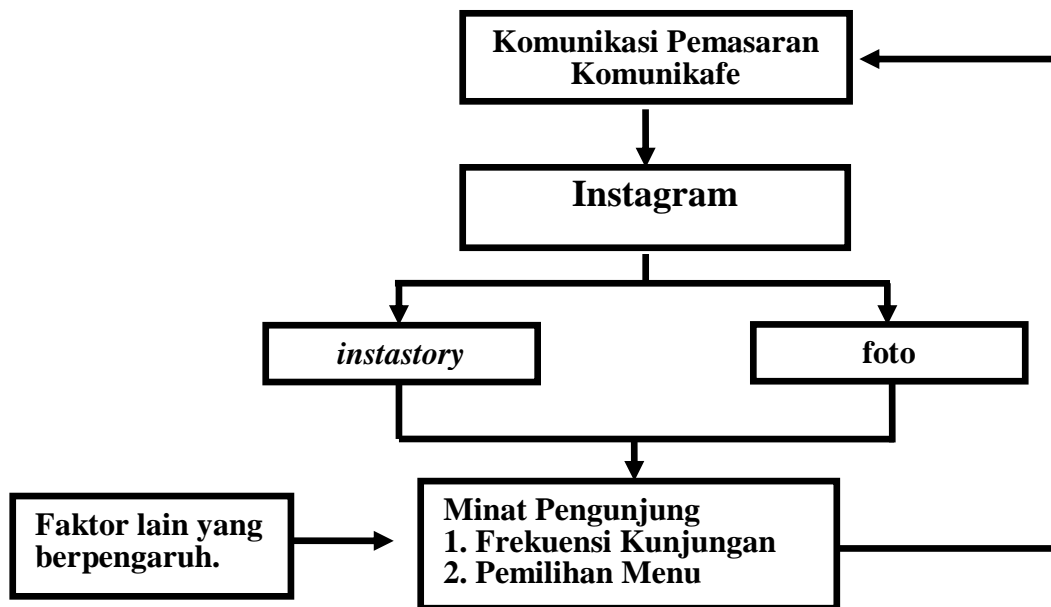 Komunikasi Pemasaran
Komunikafe
Instagram
instastory
foto
Faktor lain yang
berpengaruh.
Minat Pengunjung
1. Frekuensi Kunjungan
2. Pemilihan Menu